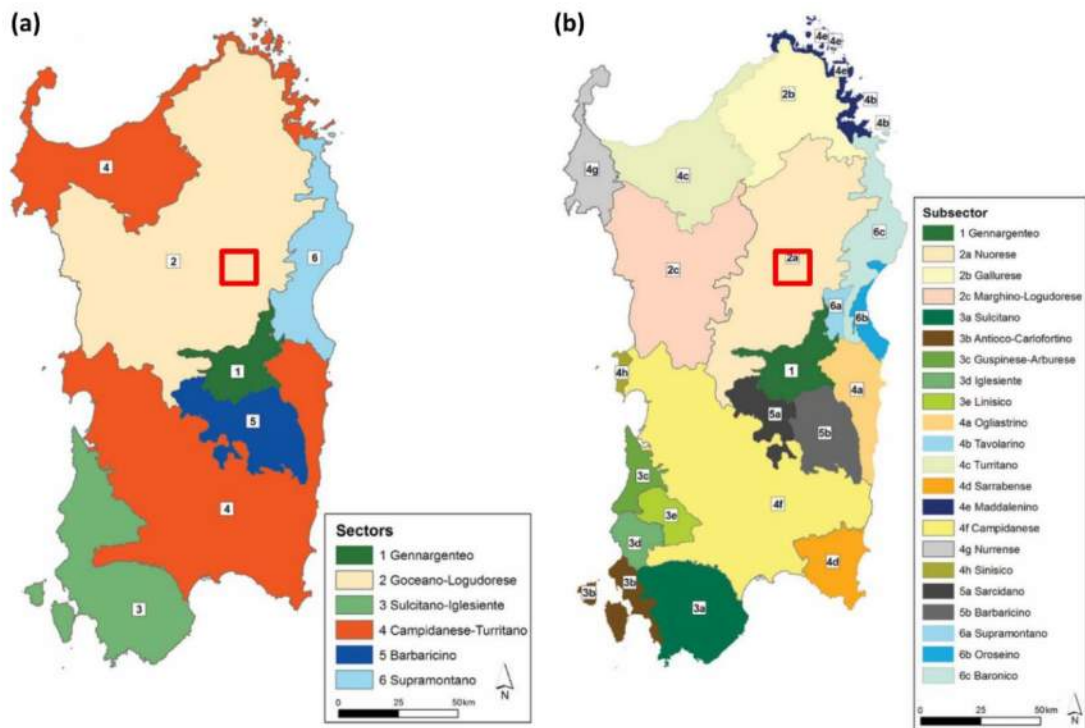 (a)
4
2
6
1
5
4
3
Sectors
1 Gennargenteo
2 Goceano-Logudorese
3 Sulcitano-Iglesiente
4 Campidanese-Turritano
5 Barbaricino
6 Supramontano
N
0 25 50 km
(b)
4e
4e
4e
2b
4b
4b
4g
4c
6c
2a
2c
6a
6b
1
4h
4a
5a
5b
3c
4f
3e
3d
4d
3b
3b
3a
Subsector
1 Gennargenteo
2a Nuorese
2b Gallurese
2c Marghino-Logudorese
3a Sulcitano
3b Antioco-Carlofortino
3c Guspinese-Arburese
3d Iglesiente
3e Linisico
4a Ogliastrino
4b Tavolarino
4c Turritano
4d Sarrabense
4e Maddalenino
4f Campidanese
4g Nurrense
4h Sinisico
5a Sarcidano
5b Barbaricino
6a Supramontano
6b Oroseino
6c Baronico
N
0 25 50 km